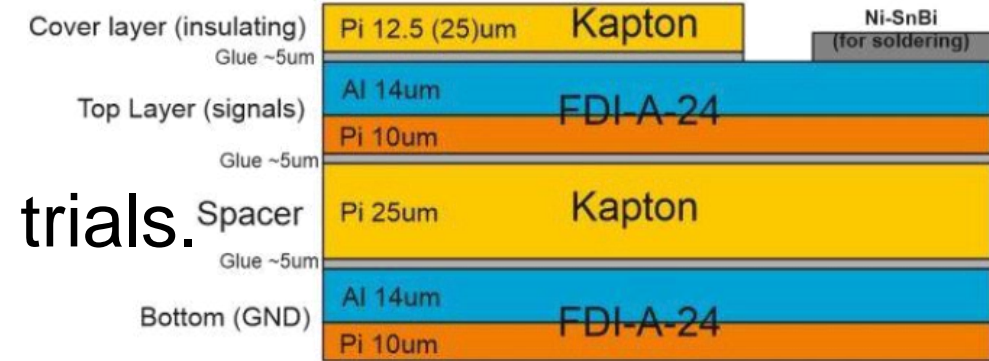 Cover layer (insulating) Pi 12.5 (25)um Kapton Ni-SnBi
(for soldering)
Glue ~5um
Top Layer (signals) Al 14um FDI-A-24
Pi 10um
Glue ~5um
trials. Spacer Pi 25um Kapton
Glue ~5um
Bottom (GND) Al 14um FDI-A-24
Pi 10um